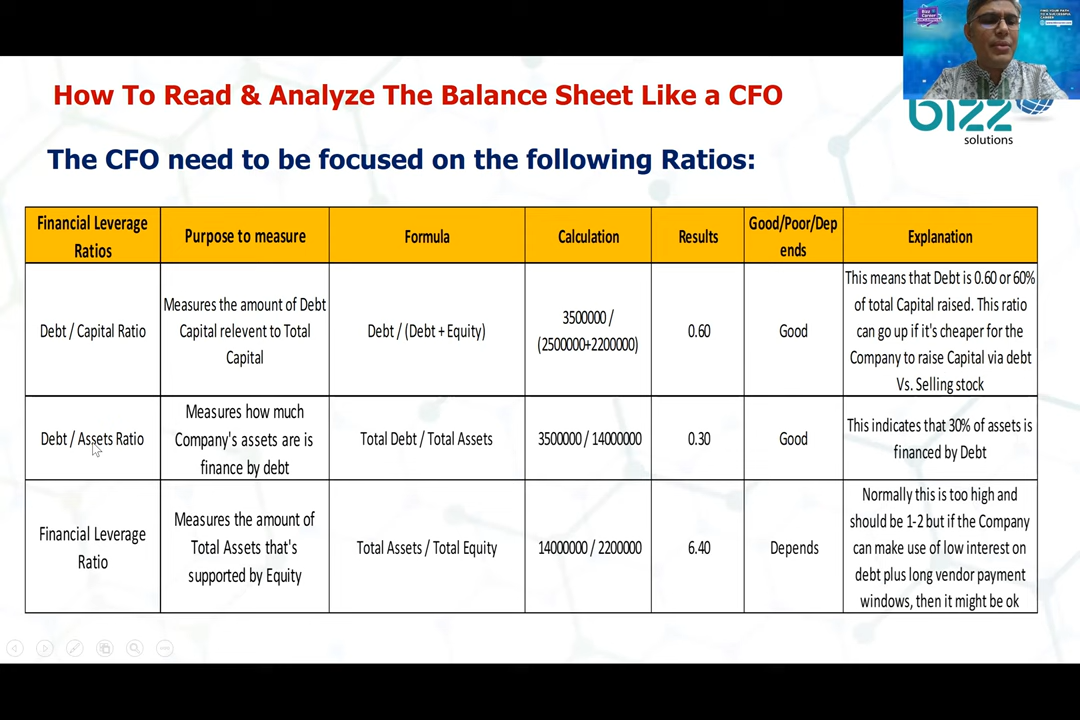 How To Read & Analyze The Balance Sheet Like a CFO
bizz
solutions
The CFO need to be focused on the following Ratios:
Financial Leverage
Ratios
Purpose to measure
Formula
Calculation
Results
Good/Poor/Dep
ends
Explanation
Debt / Capital Ratio
Measures the amount of Debt
Capital relevent to Total
Capital
Debt / (Debt + Equity)
3500000 /
(2500000+2200000)
0.60
Good
This means that Debt is 0.60 or 60%
of total Capital raised. This ratio
can go up if it's cheaper for the
Company to raise Capital via debt
Vs. Selling stock
Debt / Assets Ratio
Measures how much
Company's assets are is
finance by debt
Total Debt / Total Assets
3500000 / 14000000
0.30
Good
This indicates that 30% of assets is
financed by Debt
Financial Leverage
Ratio
Measures the amount of
Total Assets that's
supported by Equity
Total Assets / Total Equity
14000000 / 2200000
6.40
Depends
Normally this is too high and
should be 1-2 but if the Company
can make use of low interest on
debt plus long vendor payment
windows, then it might be ok